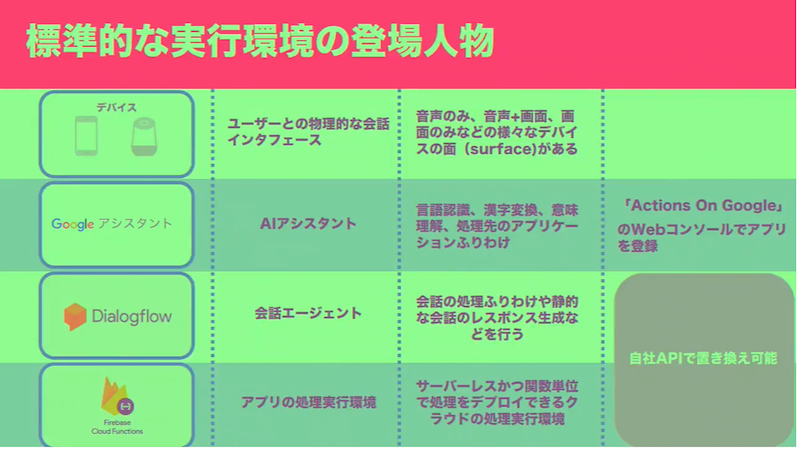 標準的な実行環境の登場人物
デバイス
ユーザーとの物理的な会話
インタフェース
音声のみ、音声+画面、画
面のみなどの様々なデバイ
スの面（surface)がある
Google アシスタント
AIアシスタント
言語認識、漢字変換、意味
理解、処理先のアプリケー
ションふりわけ
「Actions On Google」
のWebコンソールでアプリ
を登録
Dialogflow
会話エージェント
会話の処理ふりわけや静的
な会話のレスポンス生成な
どを行う
自社APIで置き換え可能
Firebase
Cloud Functions
アプリの処理実行環境
サーバーレスかつ関数単位
で処理をデプロイできるク
ラウドの処理実行環境